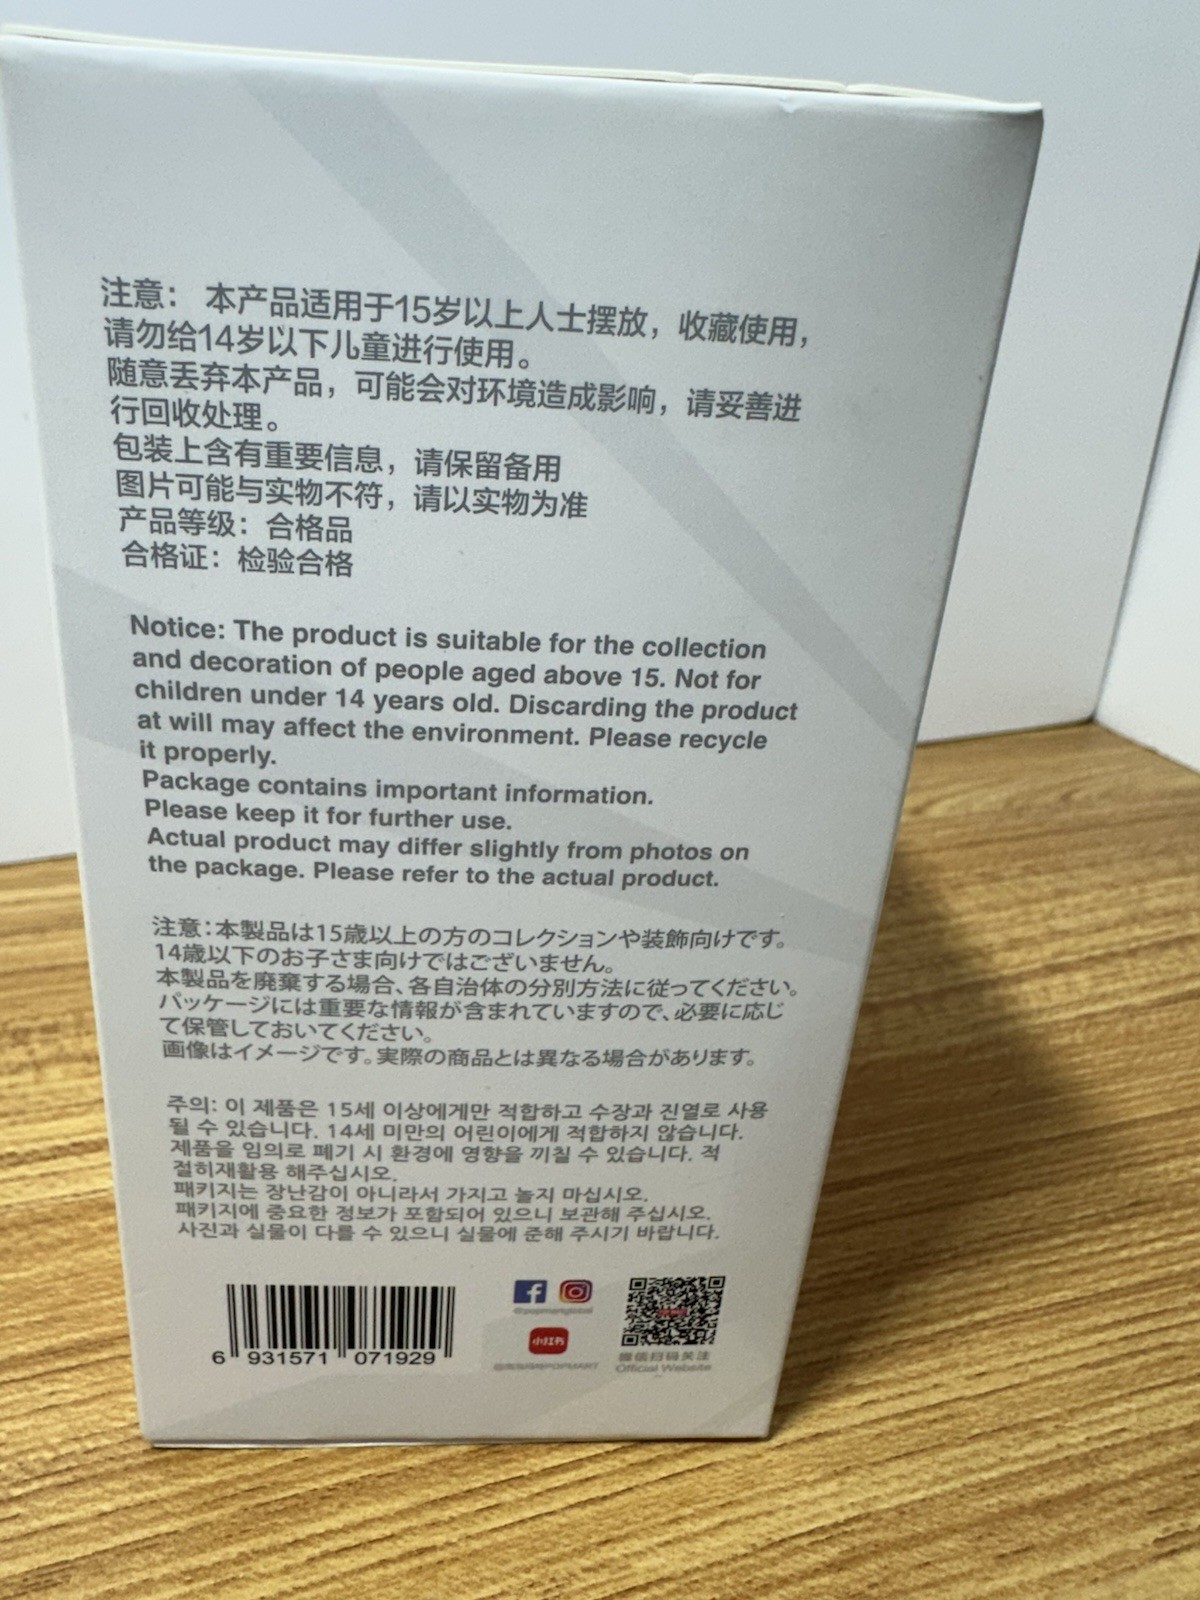 注意： 本产品适用于15岁以上人士摆放，收藏使用，
请勿给14岁以下儿童进行使用。
随意丢弃本产品，可能会对环境造成影响，请妥善进
行回收处理。
包装上含有重要信息，请保留备用
图片可能与实物不符，请以实物为准
产品等级：合格品
合格证：检验合格
Notice: The product is suitable for the collection
and decoration of people aged above 15. Not for
children under 14 years old. Discarding the product
at will may affect the environment. Please recycle
it properly.
Package contains important information.
Please keep it for further use.
Actual product may differ slightly from photos on
the package. Please refer to the actual product.
注意：本製品は15歳以上の方のコレクションや装飾向けです。
14歳以下のお子さま向けではございません。
本製品を廃棄する場合、各自治体の分別方法に従ってください。
パッケージには重要な情報が含まれていますので、必要に応じ
て保管しておいてください。
画像はイメージです。実際の商品とは異なる場合があります。
주의: 이 제품은 15세 이상에게만 적합하고 수장과 진열로 사용
될 수 있습니다. 14세 미만의 어린이에게 적합하지 않습니다.
제품을 임의로 폐기 시 환경에 영향을 끼칠 수 있습니다. 적
절히재활용 해주십시오.
패키지는 장난감이 아니라서 가지고 놀지 마십시오.
패키지에 중요한 정보가 포함되어 있으니 보관해 주십시오.
사진과 실물이 다를 수 있으니 실물에 준해 주시기 바랍니다.
6 931571 071929
@popmartglobal
小红书
微信扫码关注
Official Website